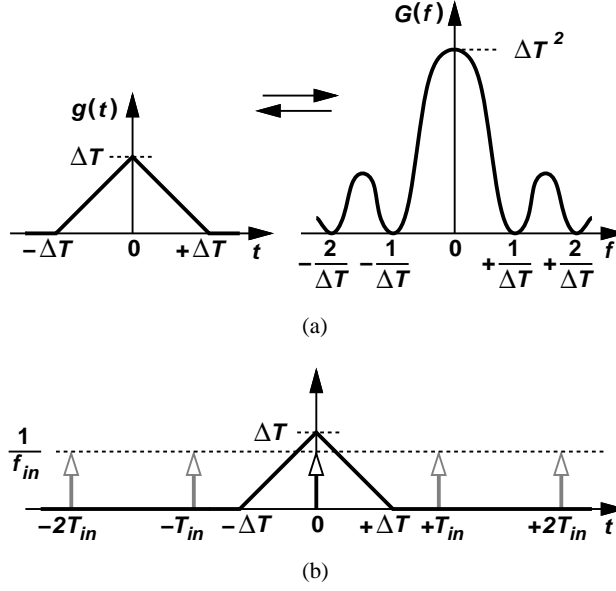 G(f)
ΔT²
g(t)
ΔT
−ΔT 0 +ΔT t
−2/ΔT −1/ΔT 0 +1/ΔT +2/ΔT f
(a)
ΔT
1/f_in
−2T_in −T_in −ΔT 0 +ΔT +T_in +2T_in t
(b)